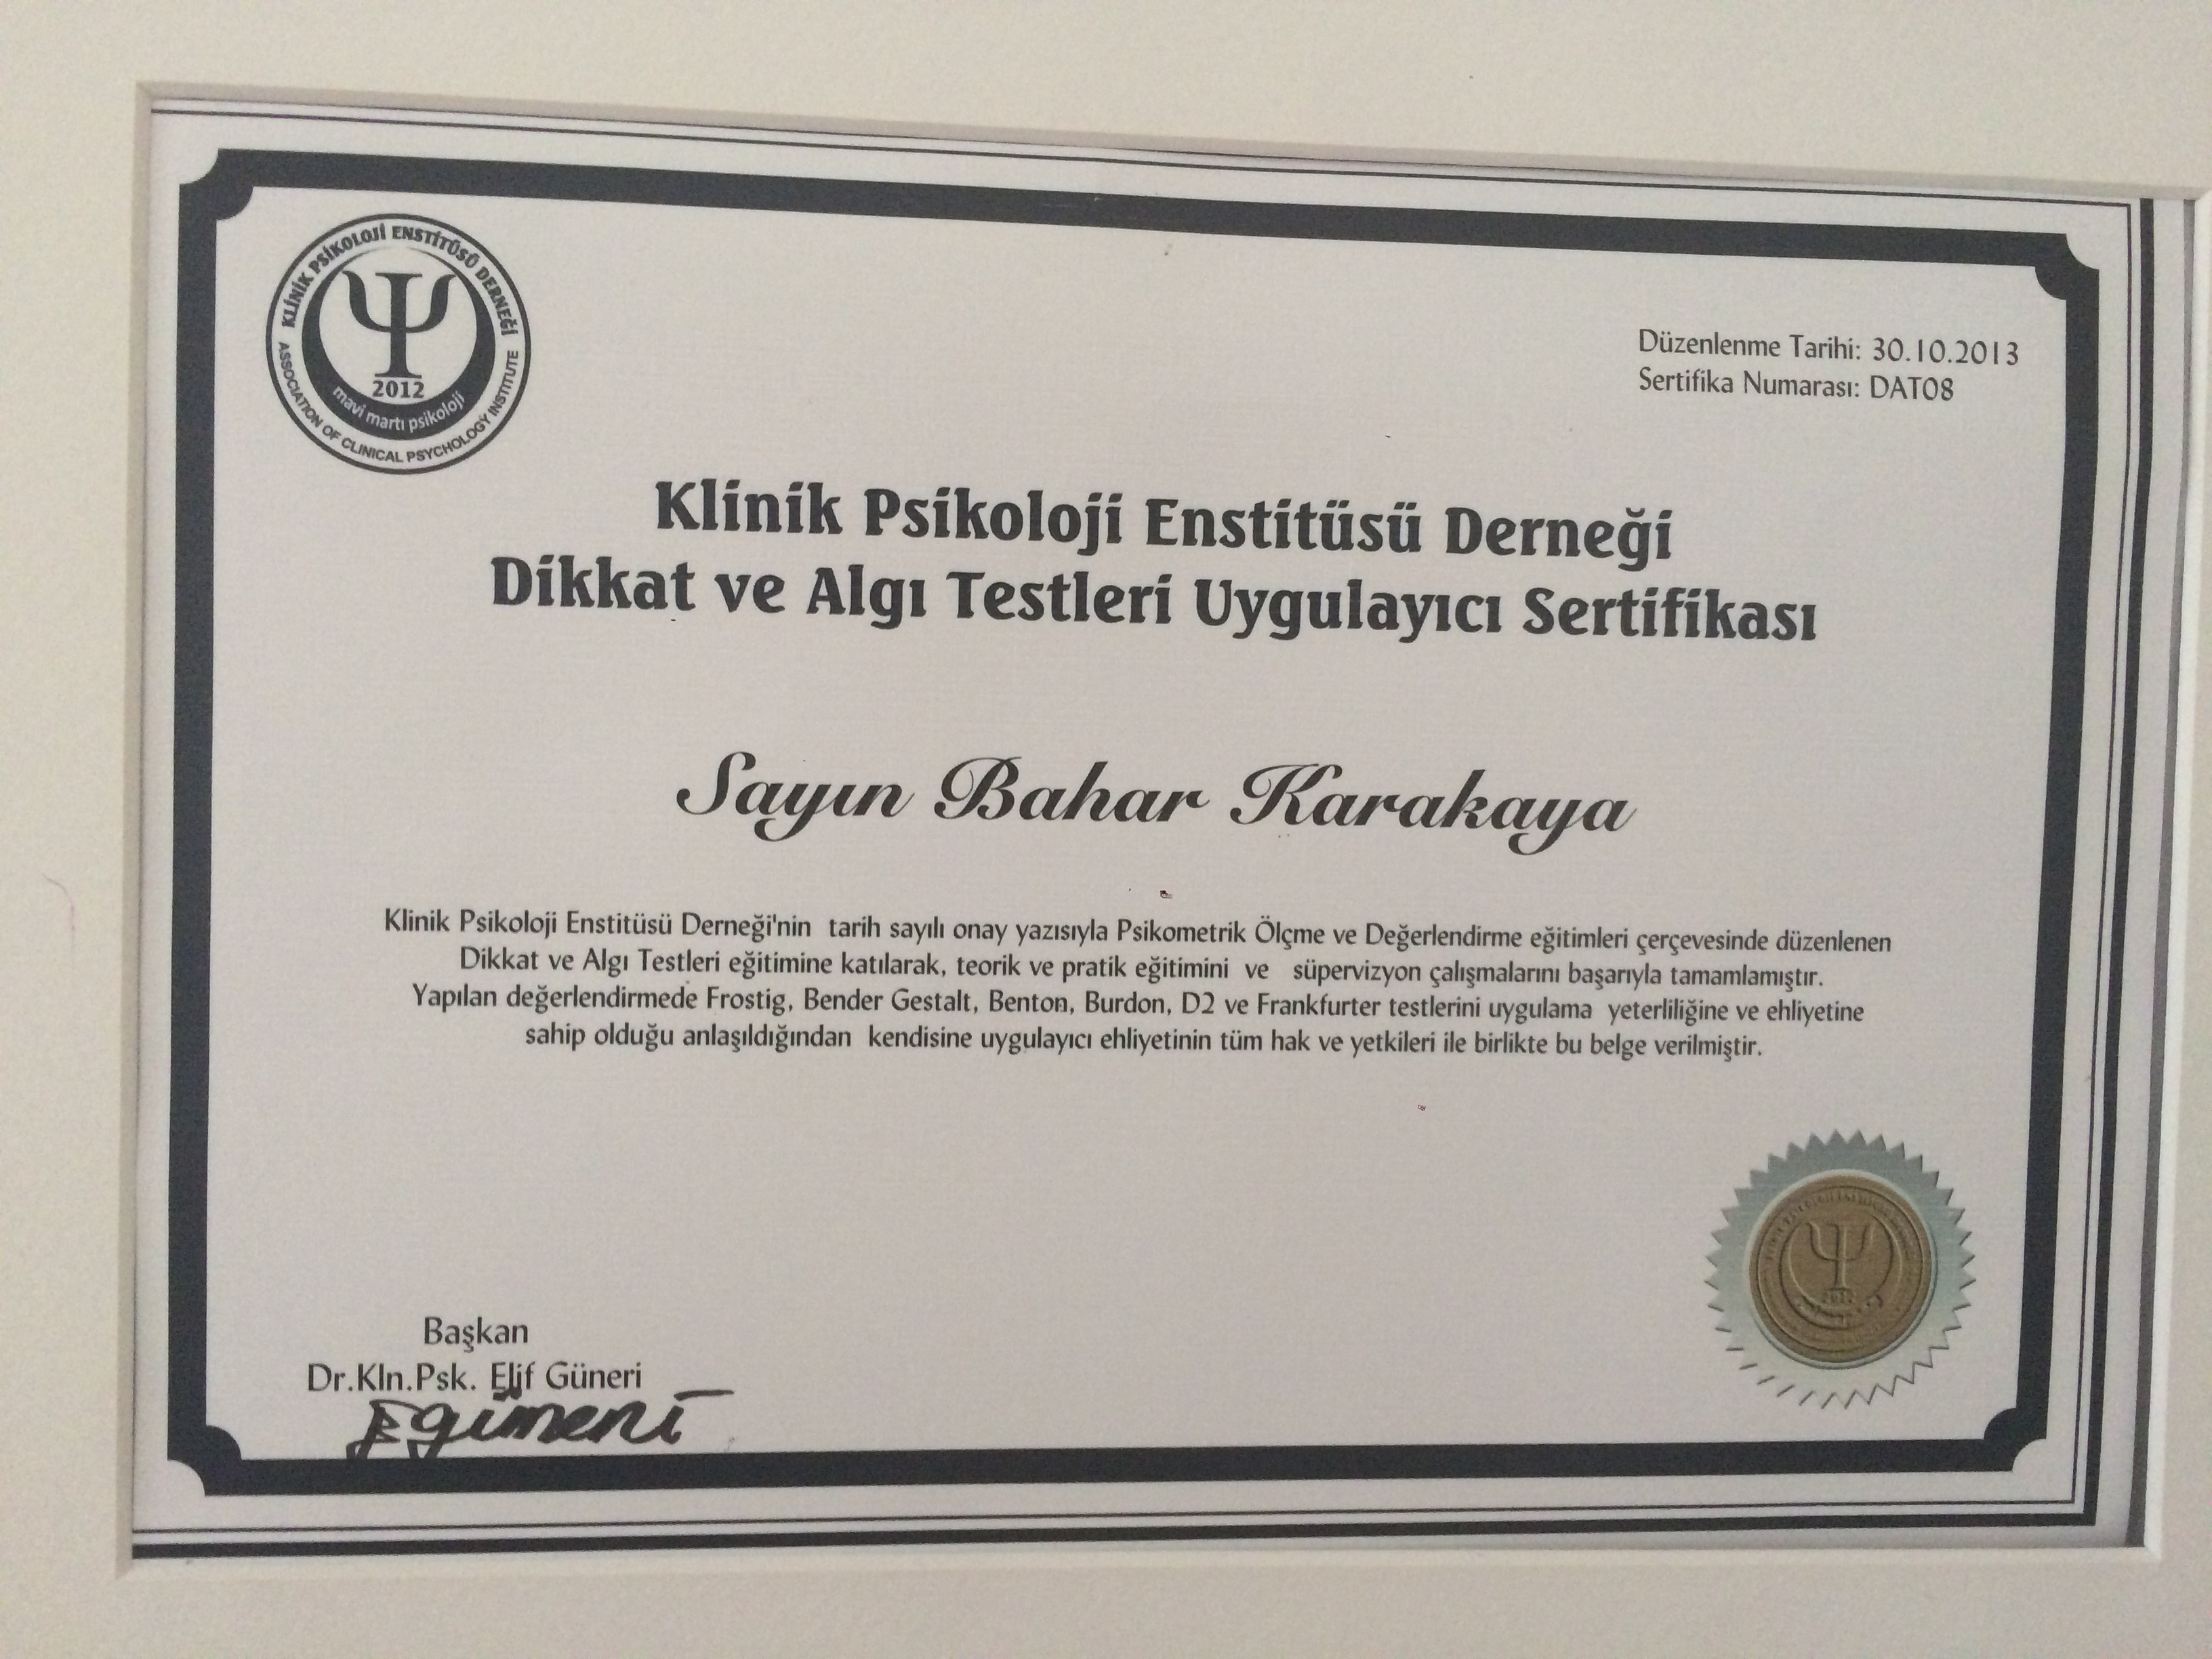 KLİNİK PSİKOLOJİ ENSTİTÜSÜ DERNEĞİ
2012
mavi martı psikoloji
ASSOCIATION OF CLINICAL PSYCHOLOGY INSTITUTE
Düzenlenme Tarihi: 30.10.2013
Sertifika Numarası: DAT08
Klinik Psikoloji Enstitüsü Derneği
Dikkat ve Algı Testleri Uygulayıcı Sertifikası
Sayın Bahar Karakaya
Klinik Psikoloji Enstitüsü Derneği'nin tarih sayılı onay yazısıyla Psikometrik Ölçme ve Değerlendirme eğitimleri çerçevesinde düzenlenen
Dikkat ve Algı Testleri eğitimine katılarak, teorik ve pratik eğitimini ve süpervizyon çalışmalarını başarıyla tamamlamıştır.
Yapılan değerlendirmede Frostig, Bender Gestalt, Benton, Burdon, D2 ve Frankfurter testlerini uygulama yeterliliğine ve ehliyetine
sahip olduğu anlaşıldığından kendisine uygulayıcı ehliyetinin tüm hak ve yetkileri ile birlikte bu belge verilmiştir.
Başkan
Dr.Kln.Psk. Elif Güneri
2012